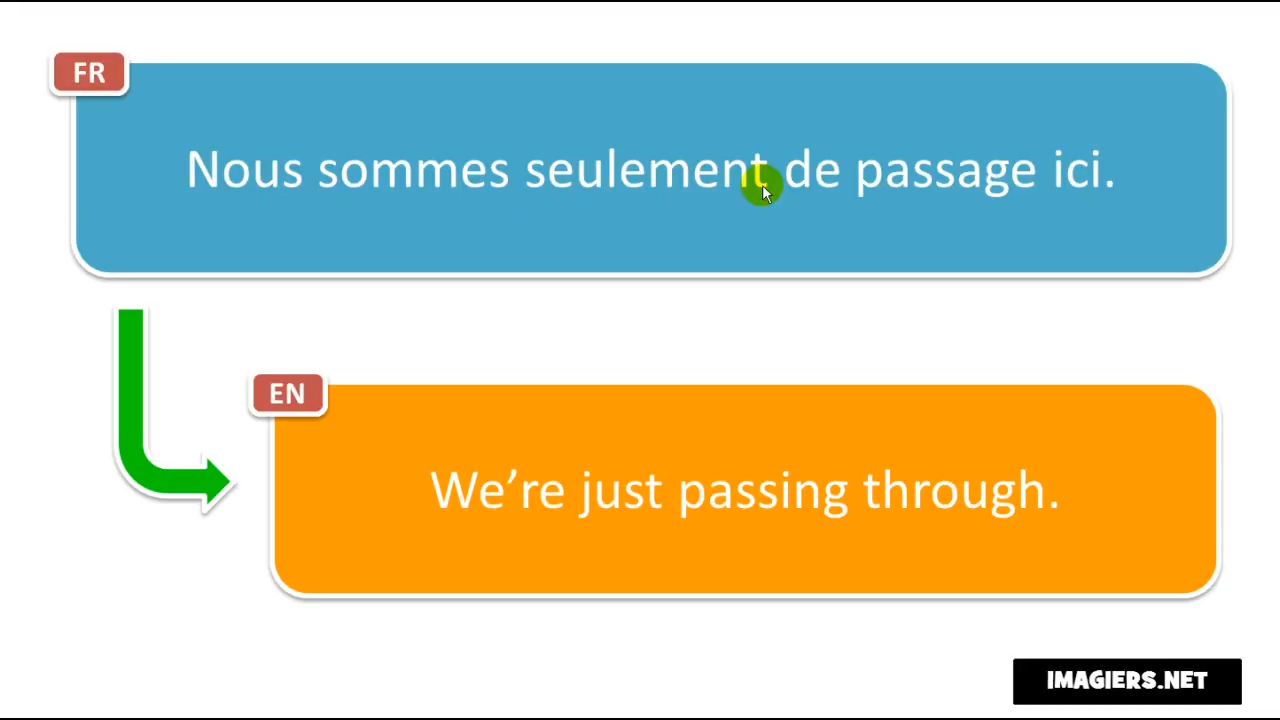 FR
Nous sommes seulement de passage ici.
EN
We’re just passing through.
IMAGIERS.NET